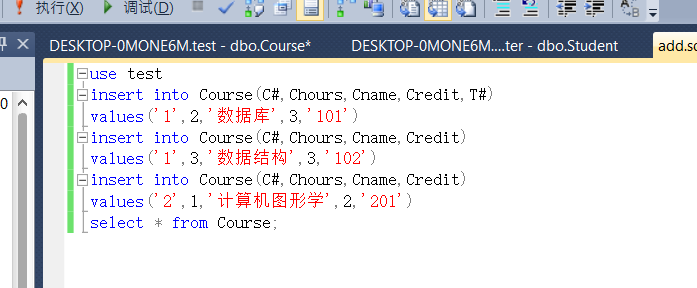 执行(X) 调试(D)
DESKTOP-0MONE6M.test - dbo.Course* DESKTOP-0MONE6M....ter - dbo.Student add.sc
0
use test
insert into Course(C#,Chours,Cname,Credit,T#)
values('1',2,'数据库',3,'101')
insert into Course(C#,Chours,Cname,Credit)
values('1',3,'数据结构',3,'102')
insert into Course(C#,Chours,Cname,Credit)
values('2',1,'计算机图形学',2,'201')
select * from Course;